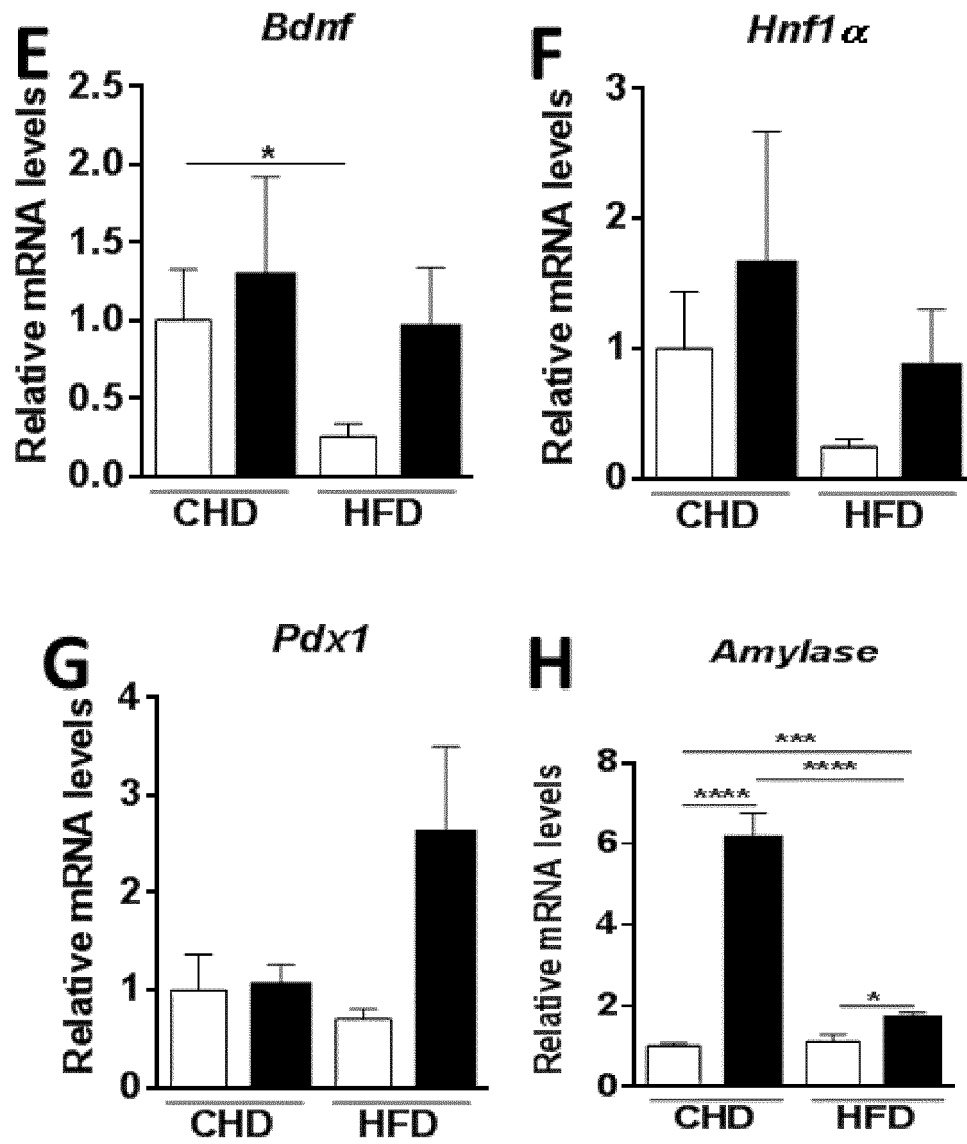 E
Bdnf
Relative mRNA levels
2.5
2.0
1.5
1.0
0.5
0.0
*
CHD HFD
F
Hnf1α
Relative mRNA levels
3
2
1
0
CHD HFD
G
Pdx1
Relative mRNA levels
4
3
2
1
0
CHD HFD
H
Amylase
Relative mRNA levels
8
6
4
2
0
***
****
****
*
CHD HFD